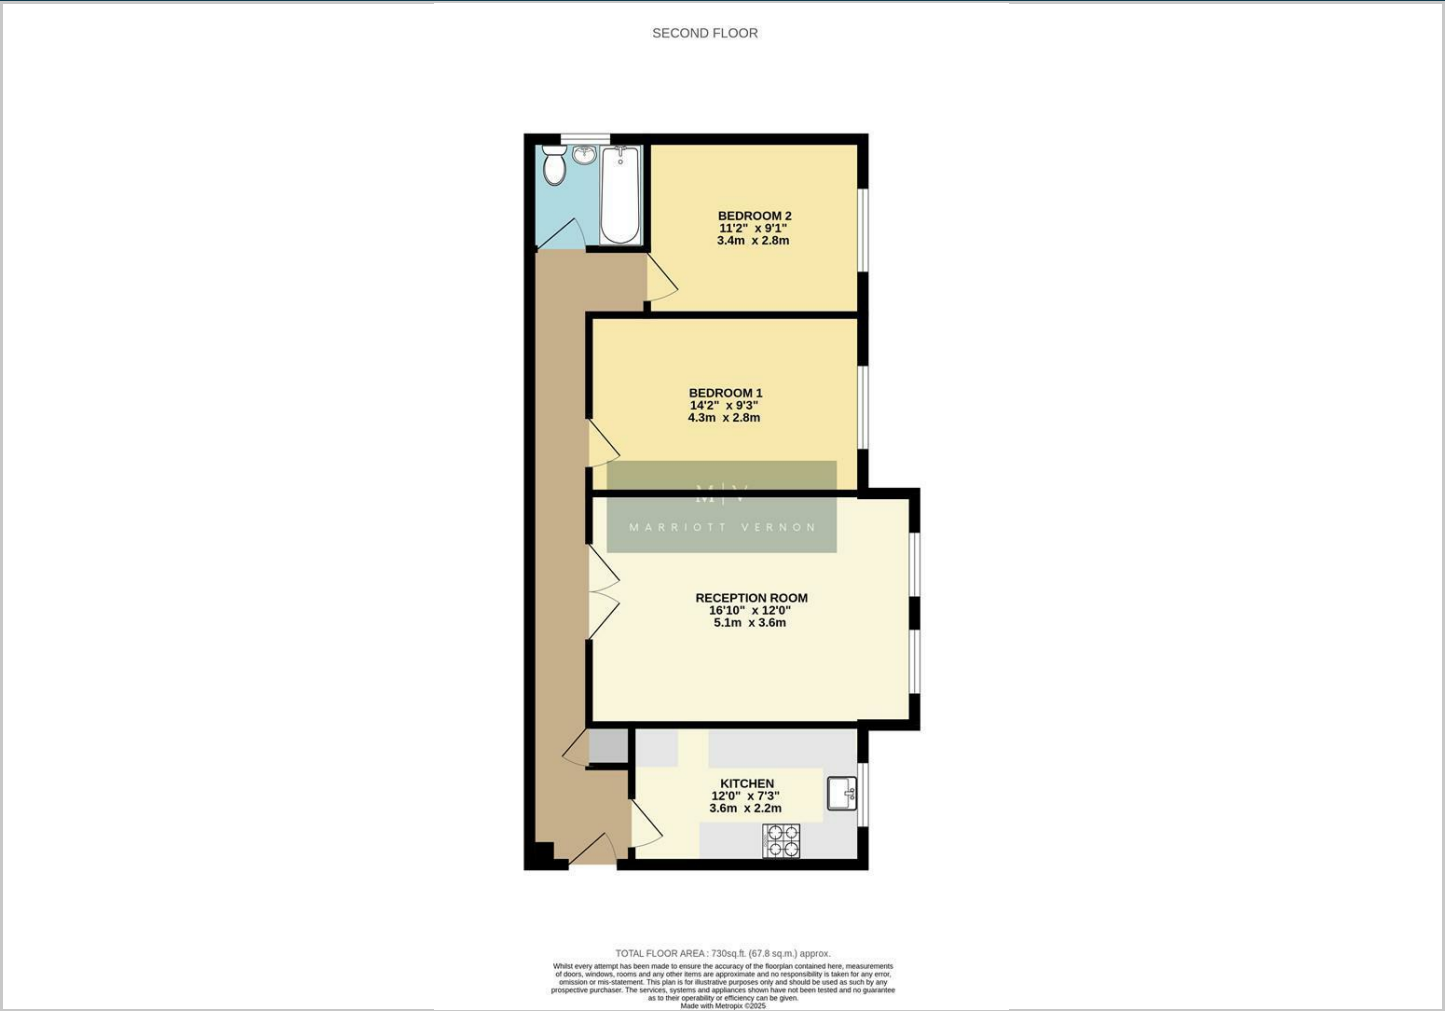 SECOND FLOOR
BEDROOM 2
11'2" x 9'1"
3.4m x 2.8m
BEDROOM 1
14'2" x 9'3"
4.3m x 2.8m
M|V
MARRIOTT VERNON
RECEPTION ROOM
16'10" x 12'0"
5.1m x 3.6m
KITCHEN
12'0" x 7'3"
3.6m x 2.2m
TOTAL FLOOR AREA : 730sq.ft. (67.8 sq.m.) approx.
Whilst every attempt has been made to ensure the accuracy of the floorplan contained here, measurements
of doors, windows, rooms and any other items are approximate and no responsibility is taken for any error,
omission or mis-statement. This plan is for illustrative purposes only and should be used as such by any
prospective purchaser. The services, systems and appliances shown have not been tested and no guarantee
as to their operability or efficiency can be given.
Made with Metropix ©2025